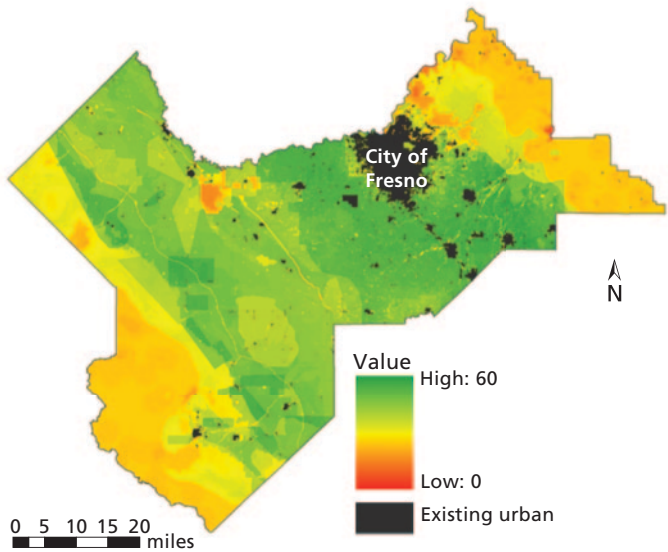 City of
Fresno
N
Value
High: 60
Low: 0
Existing urban
0 5 10 15 20
miles